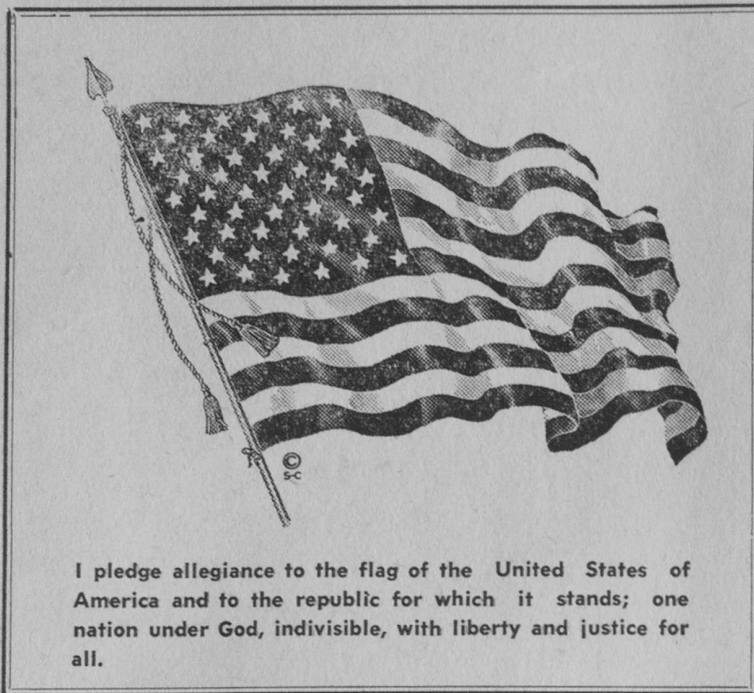 ©
S-C
I pledge allegiance to the flag of the United States of
America and to the republic for which it stands; one
nation under God, indivisible, with liberty and justice for
all.